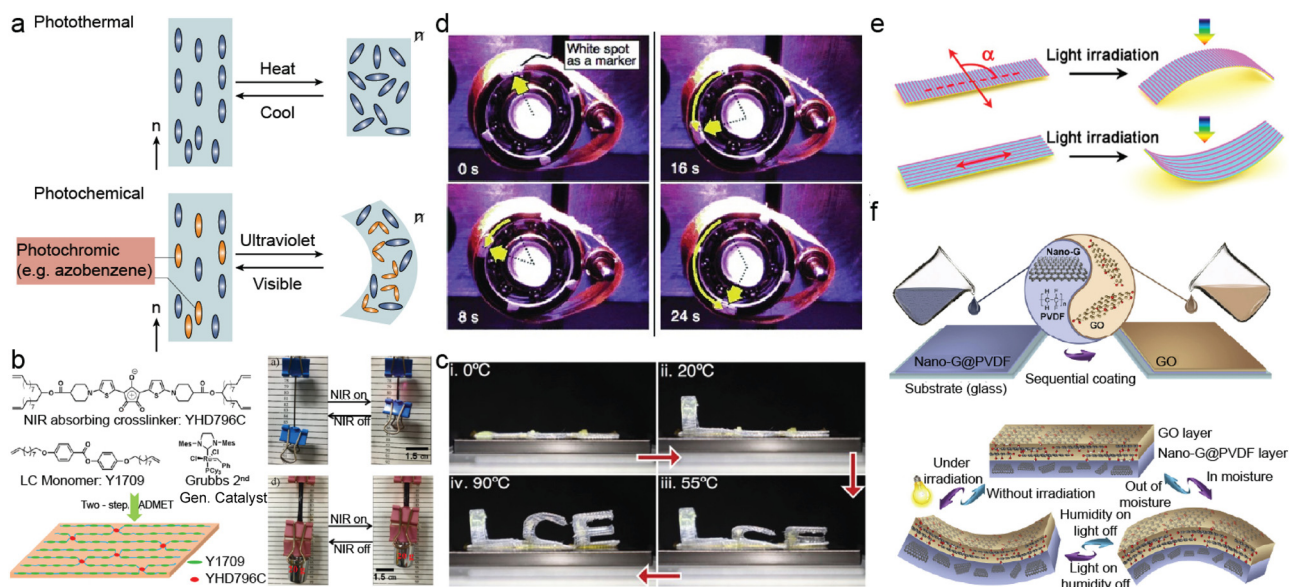 a
Photothermal
n
Heat
Cool
n
Photochemical
Photochromic
(e.g. azobenzene)
n
Ultraviolet
Visible
n
b
NIR absorbing crosslinker: YHD796C
LC Monomer: Y1709
Grubbs 2nd
Gen. Catalyst
Two - step, ADMET
Y1709
YHD796C
a)
NIR on
NIR off
1.5 cm
d)
NIR on
NIR off
1.5 cm
d
White spot
as a marker
0 s
16 s
8 s
24 s
c
i. 0ºC
ii. 20ºC
iv. 90ºC
iii. 55ºC
LCE
LCE
e
α
Light irradiation
Light irradiation
f
Nano-G
PVDF
GO
Nano-G@PVDF
GO
Substrate (glass)
Sequential coating
GO layer
Nano-G@PVDF layer
Under
irradiation
Without irradiation
In moisture
Out of
moisture
Humidity on
light off
Light on
humidity off